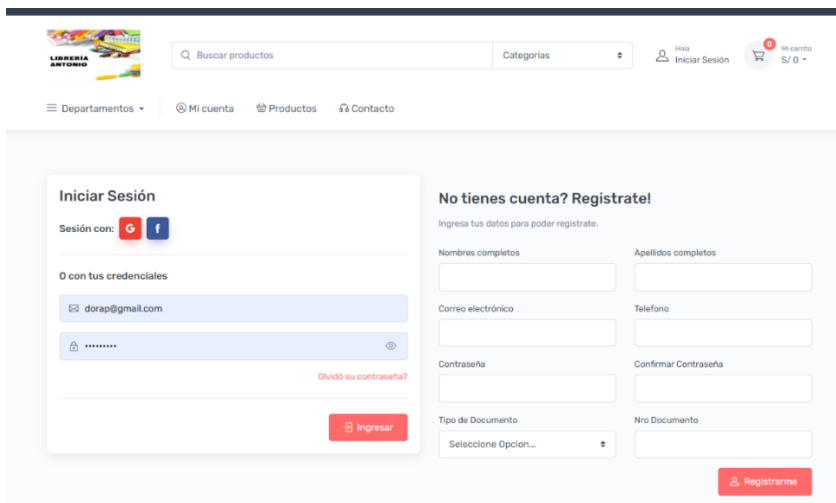 LIBRERÍA
ANTONIO
Buscar productos
Categorías
Hola
Iniciar Sesión
0
Mi carrito
S/ 0
Departamentos
Mi cuenta
Productos
Contacto
Iniciar Sesión
Sesión con: G f
O con tus credenciales
dorap@gmail.com
•••••••••
Olvidó su contraseña?
Ingresar
No tienes cuenta? Registrate!
Ingresa tus datos para poder registrate.
Nombres completos
Apellidos completos
Correo electrónico
Telefono
Contraseña
Confirmar Contraseña
Tipo de Documento
Nro Documento
Seleccione Opcion...
Registrarme